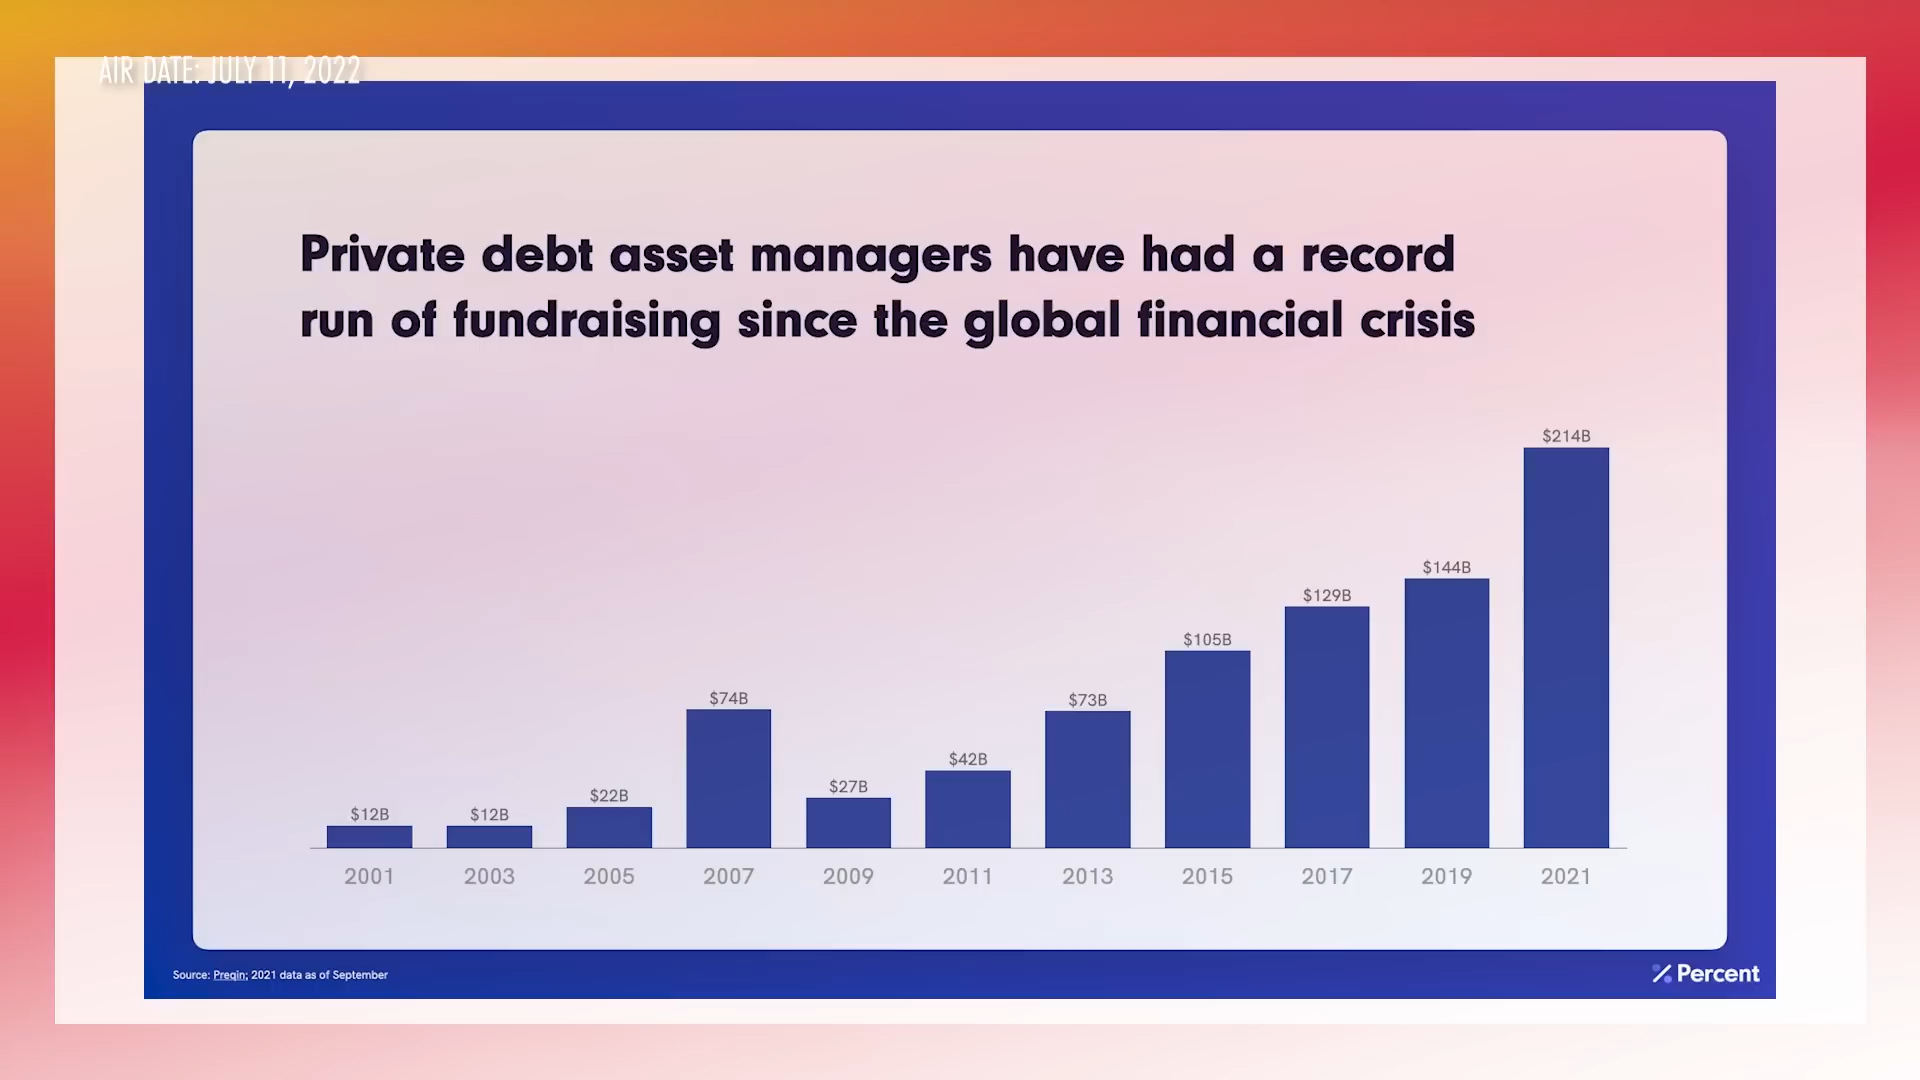 AIR DATE: JULY 11, 2022
Private debt asset managers have had a record
run of fundraising since the global financial crisis
$12B
$12B
$22B
$74B
$27B
$42B
$73B
$105B
$129B
$144B
$214B
2001
2003
2005
2007
2009
2011
2013
2015
2017
2019
2021
Source: Preqin; 2021 data as of September
Percent